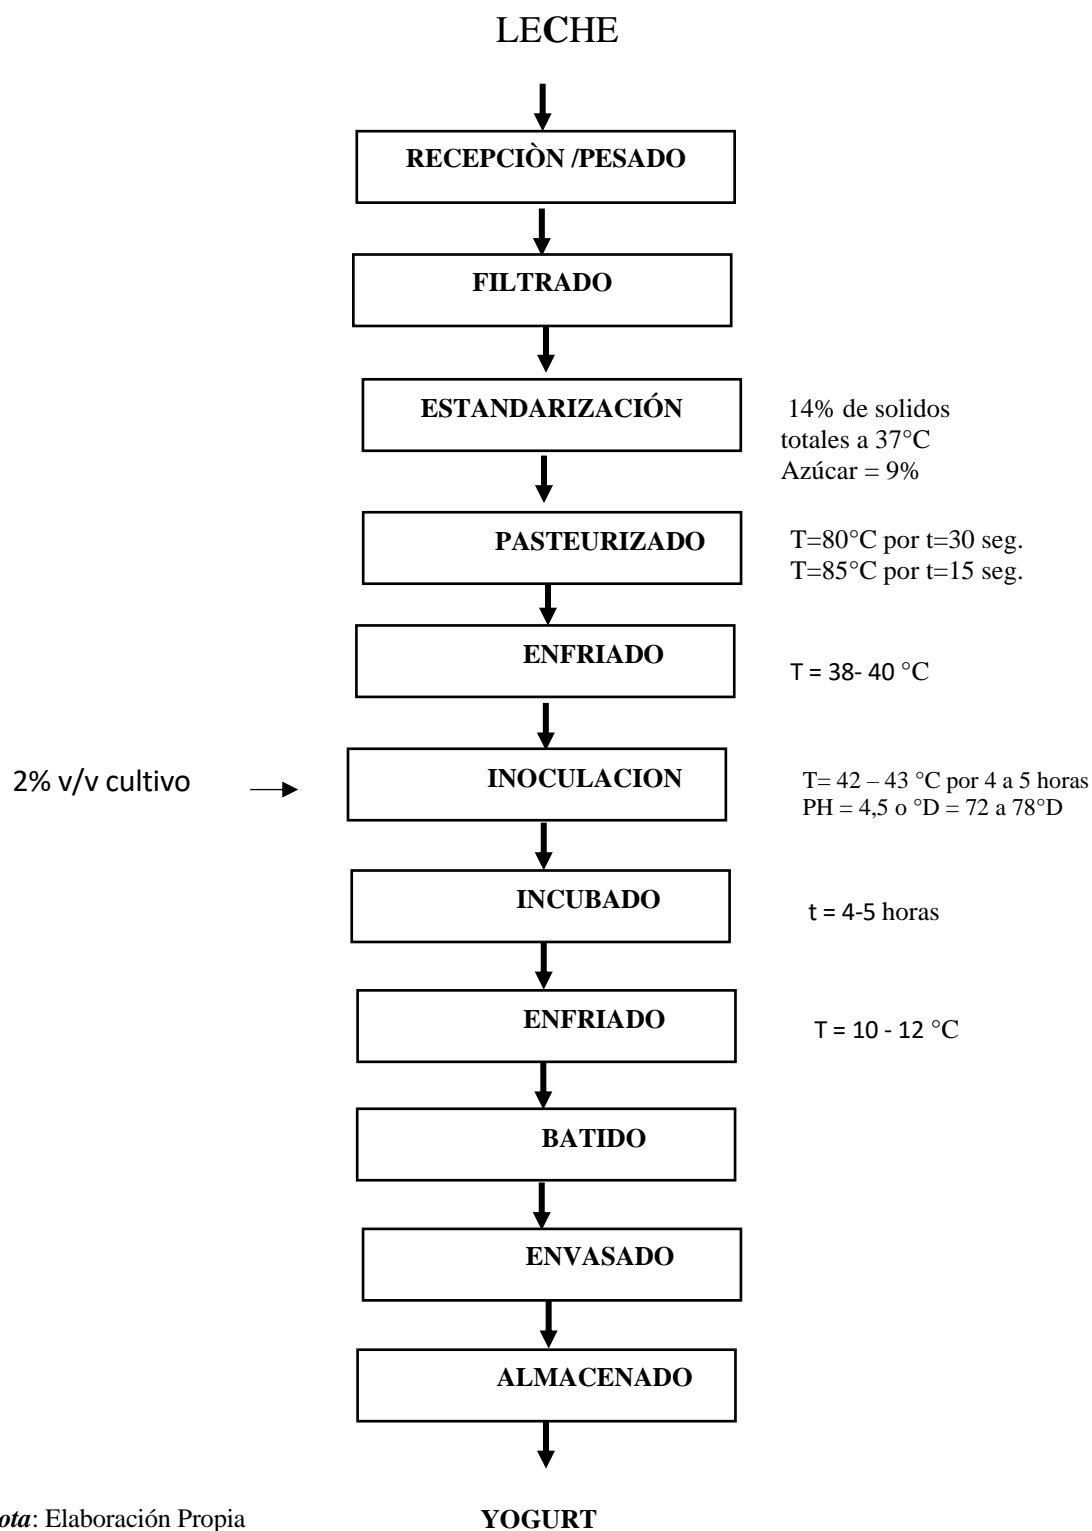 LECHE
RECEPCIÒN /PESADO
FILTRADO
ESTANDARIZACIÓN
14% de solidos
totales a 37°C
Azúcar = 9%
PASTEURIZADO
T=80°C por t=30 seg.
T=85°C por t=15 seg.
ENFRIADO
T = 38- 40 °C
2% v/v cultivo
INOCULACION
T= 42 – 43 °C por 4 a 5 horas
PH = 4,5 o °D = 72 a 78°D
INCUBADO
t = 4-5 horas
ENFRIADO
T = 10 - 12 °C
BATIDO
ENVASADO
ALMACENADO
ota: Elaboración Propia
YOGURT